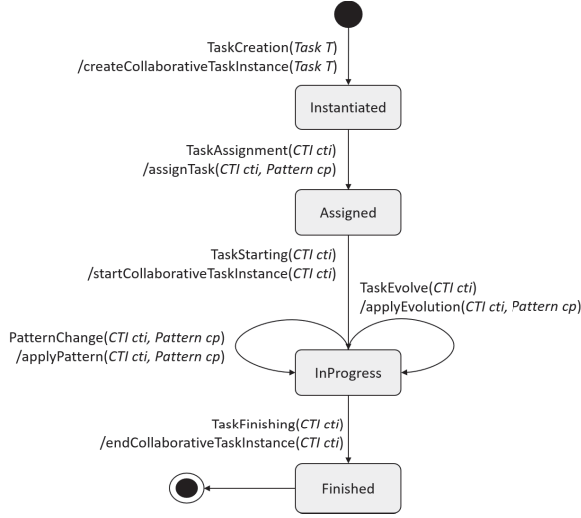 TaskCreation(Task T)
/createCollaborativeTaskInstance(Task T)
Instantiated
TaskAssignment(CTI cti)
/assignTask(CTI cti, Pattern cp)
Assigned
TaskStarting(CTI cti)
/startCollaborativeTaskInstance(CTI cti)
TaskEvolve(CTI cti)
/applyEvolution(CTI cti, Pattern cp)
PatternChange(CTI cti, Pattern cp)
/applyPattern(CTI cti, Pattern cp)
InProgress
TaskFinishing(CTI cti)
/endCollaborativeTaskInstance(CTI cti)
Finished